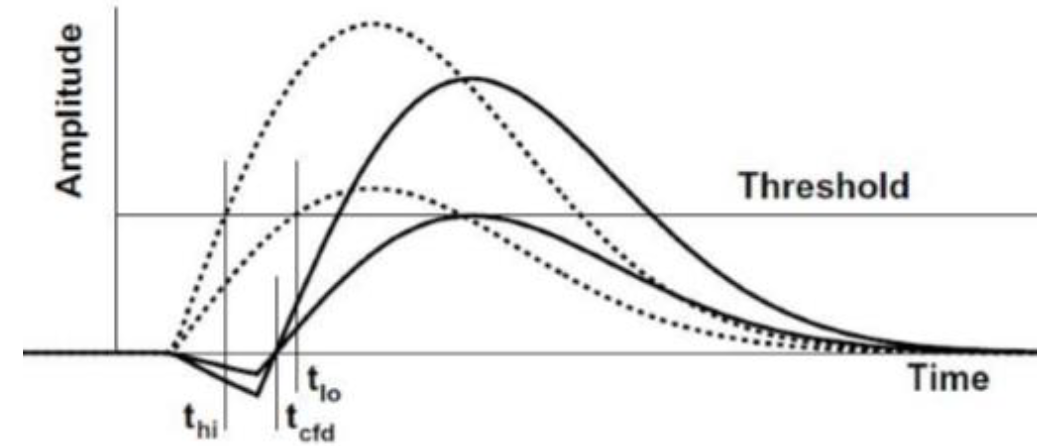 Amplitude
Threshold
Time
t_lo
t_hi
t_cfd